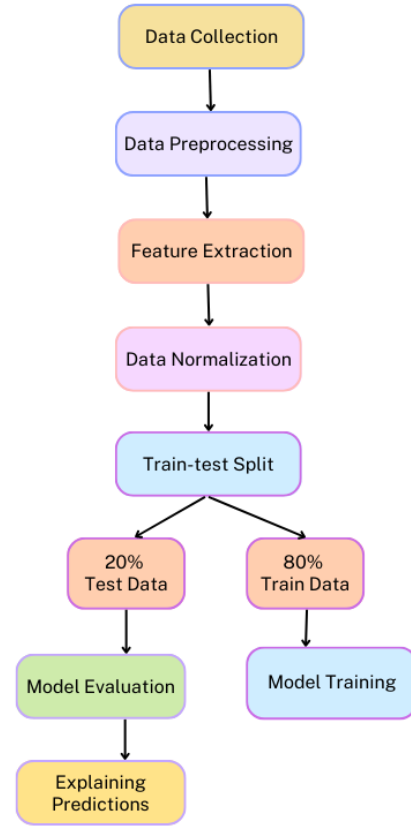 Data Collection
Data Preprocessing
Feature Extraction
Data Normalization
Train-test Split
20%
Test Data
80%
Train Data
Model Evaluation
Model Training
Explaining
Predictions